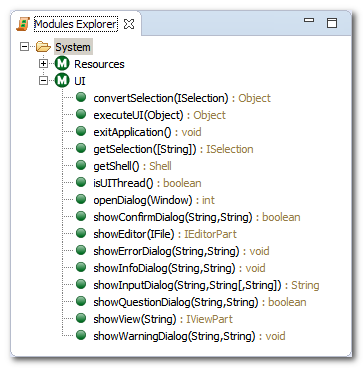 Modules Explorer
System
Resources
UI
convertSelection(ISelection) : Object
executeUI(Object) : Object
exitApplication() : void
getSelection([String]) : ISelection
getShell() : Shell
isUIThread() : boolean
openDialog(Window) : int
showConfirmDialog(String,String) : boolean
showEditor(IFile) : IEditorPart
showErrorDialog(String,String) : void
showInfoDialog(String,String) : void
showInputDialog(String,String[,String]) : String
showQuestionDialog(String,String) : boolean
showView(String) : IViewPart
showWarningDialog(String,String) : void